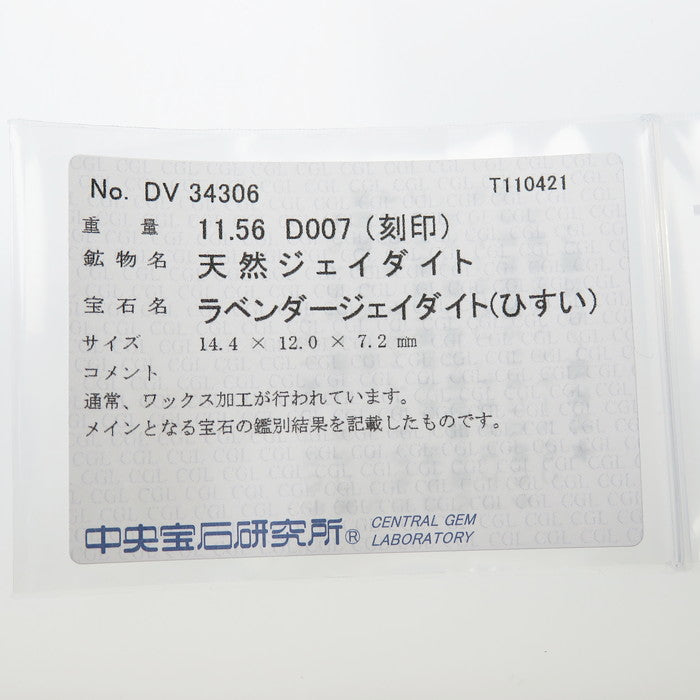 No. DV 34306 T110421
重 量 11.56 D007 (刻印)
鉱物名 天然ジェイダイト
宝石名 ラベンダージェイダイト(ひすい)
サイズ 14.4 × 12.0 × 7.2 mm
コメント
通常、ワックス加工が行われています。
メインとなる宝石の鑑別結果を記載したものです。
中央宝石研究所® CENTRAL GEM
LABORATORY